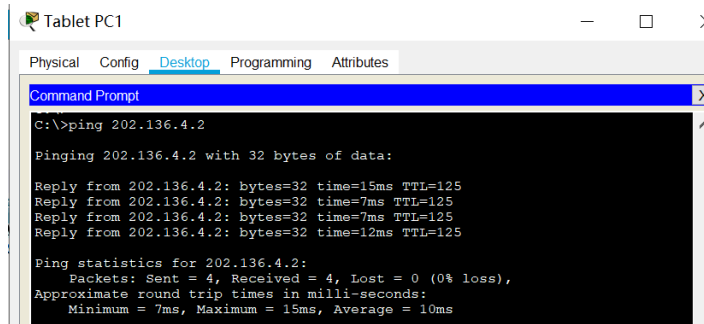 Tablet PC1
Physical Config Desktop Programming Attributes
Command Prompt
X
C:\>ping 202.136.4.2
Pinging 202.136.4.2 with 32 bytes of data:
Reply from 202.136.4.2: bytes=32 time=15ms TTL=125
Reply from 202.136.4.2: bytes=32 time=7ms TTL=125
Reply from 202.136.4.2: bytes=32 time=7ms TTL=125
Reply from 202.136.4.2: bytes=32 time=12ms TTL=125
Ping statistics for 202.136.4.2:
Packets: Sent = 4, Received = 4, Lost = 0 (0% loss),
Approximate round trip times in milli-seconds:
Minimum = 7ms, Maximum = 15ms, Average = 10ms